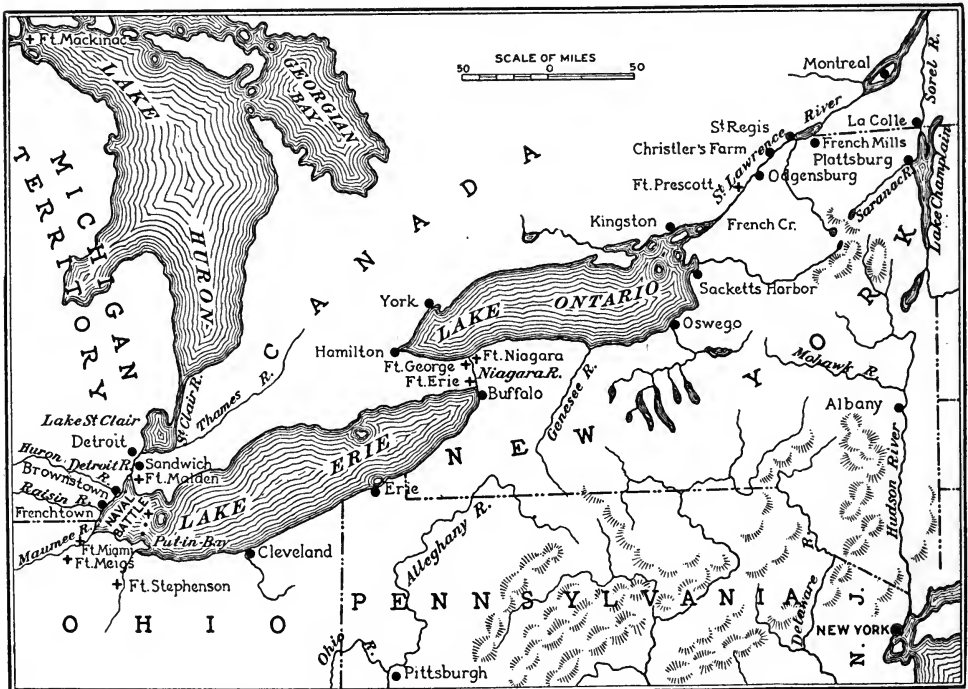 Ft. Mackinac
LAKE HURON
GEORGIAN BAY
SCALE OF MILES
50 0 50
Montreal
Sorel R.
MICHIGAN TERRITORY
CANADA
St Regis
La Colle
Christler's Farm
French Mills
Plattsburg
St Lawrence River
Ft. Prescott
Ogdensburg
Saranac R.
Lake Champlain
Kingston
French Cr.
York
LAKE ONTARIO
Sacketts Harbor
Oswego
Hamilton
Ft. Niagara
Ft. George
Niagara R.
Ft. Erie
Buffalo
Genesee R.
Mohawk R.
NEW YORK
Albany
Lake St Clair
St Clair R.
Thames R.
Detroit
Huron R.
Detroit R.
Sandwich
Ft. Malden
Brownstown
Raisin R.
Frenchtown
NAVAL BATTLE
LAKE ERIE
Erie
Maumee R.
Put-in-Bay
Ft. Miami
Ft. Meigs
Cleveland
Ft. Stephenson
Alleghany R.
Hudson River
OHIO
PENNSYLVANIA
Delaware R.
N. J.
NEW YORK
Ohio R.
Pittsburgh